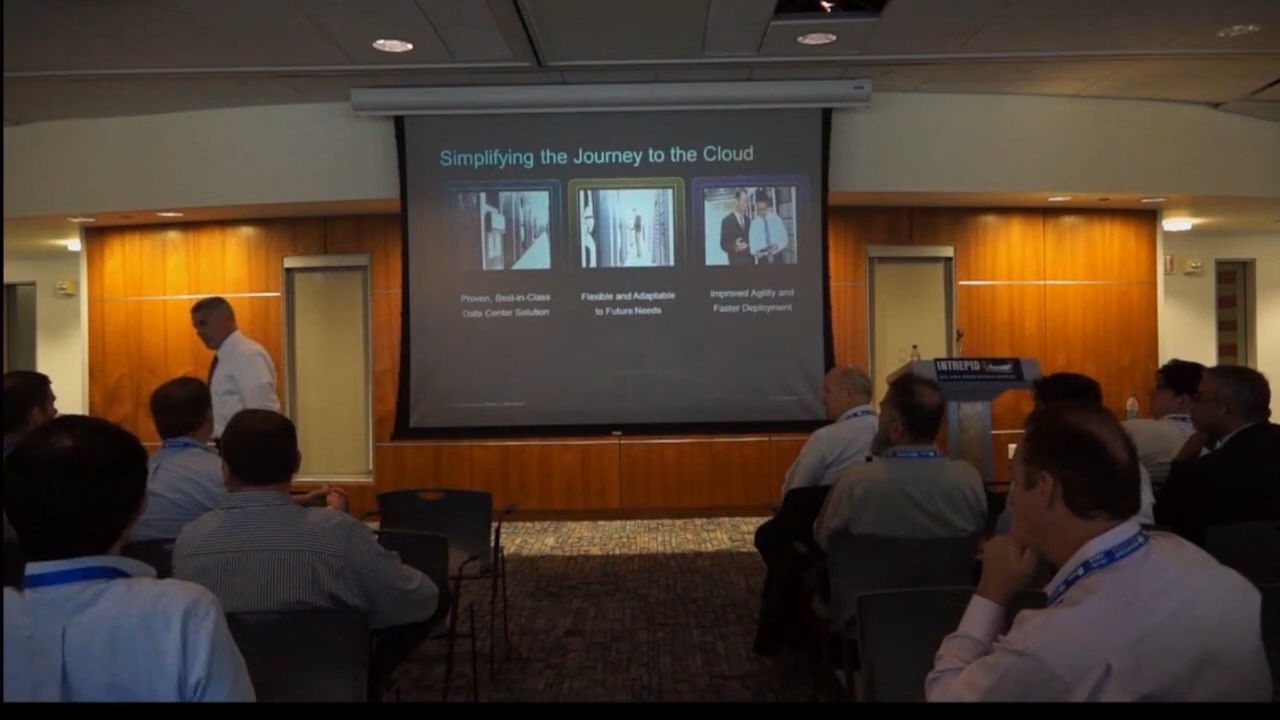 Simplifying the Journey to the Cloud
Proven, Best-in-Class
Data Center Solution
Flexible and Adaptable
to Future Needs
Improved Agility and
Faster Deployment
INTREPID